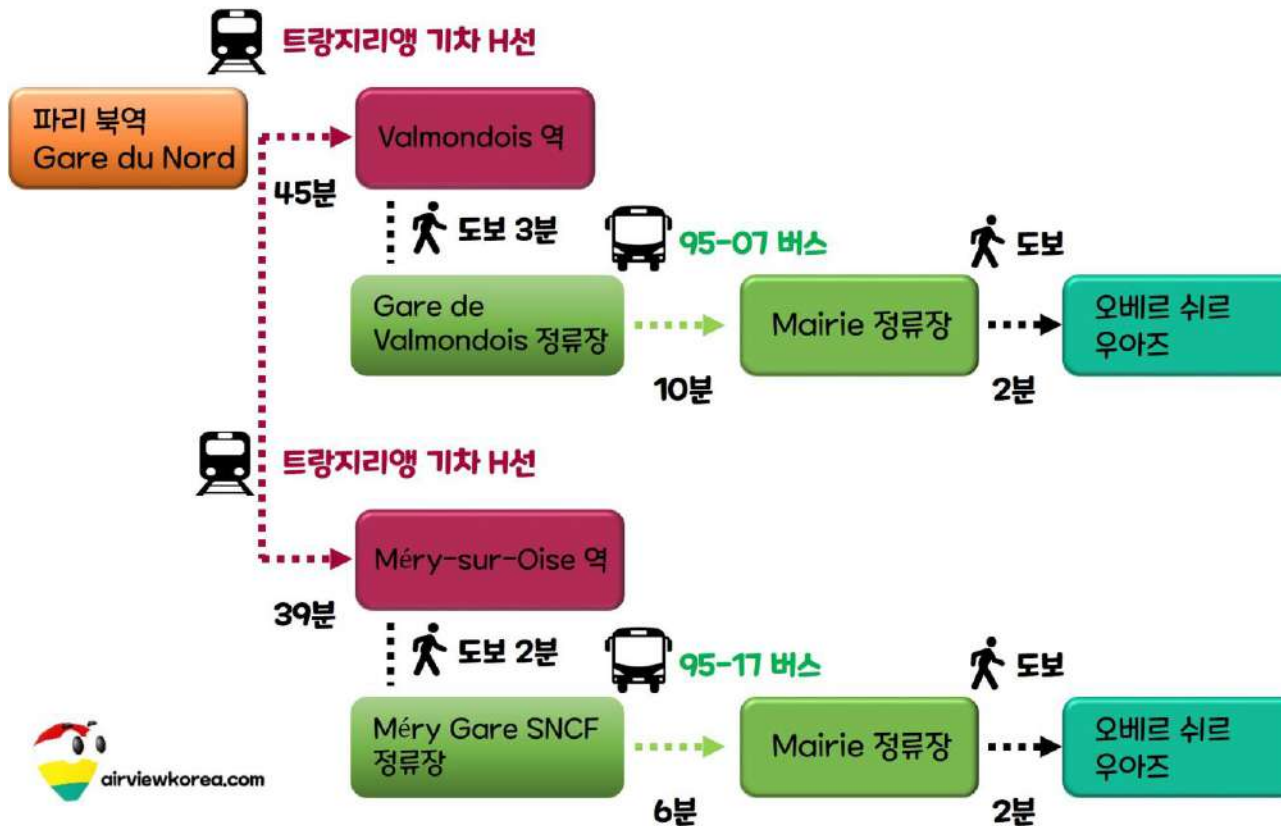 트랑지리앵 기차 H선
파리 북역
Gare du Nord
Valmondois 역
45분
도보 3분
95-07 버스
도보
Gare de
Valmondois 정류장
Mairie 정류장
오베르 쉬르
우아즈
10분
2분
트랑지리앵 기차 H선
Méry-sur-Oise 역
39분
도보 2분
95-17 버스
도보
Méry Gare SNCF
정류장
Mairie 정류장
오베르 쉬르
우아즈
6분
2분
airviewkorea.com